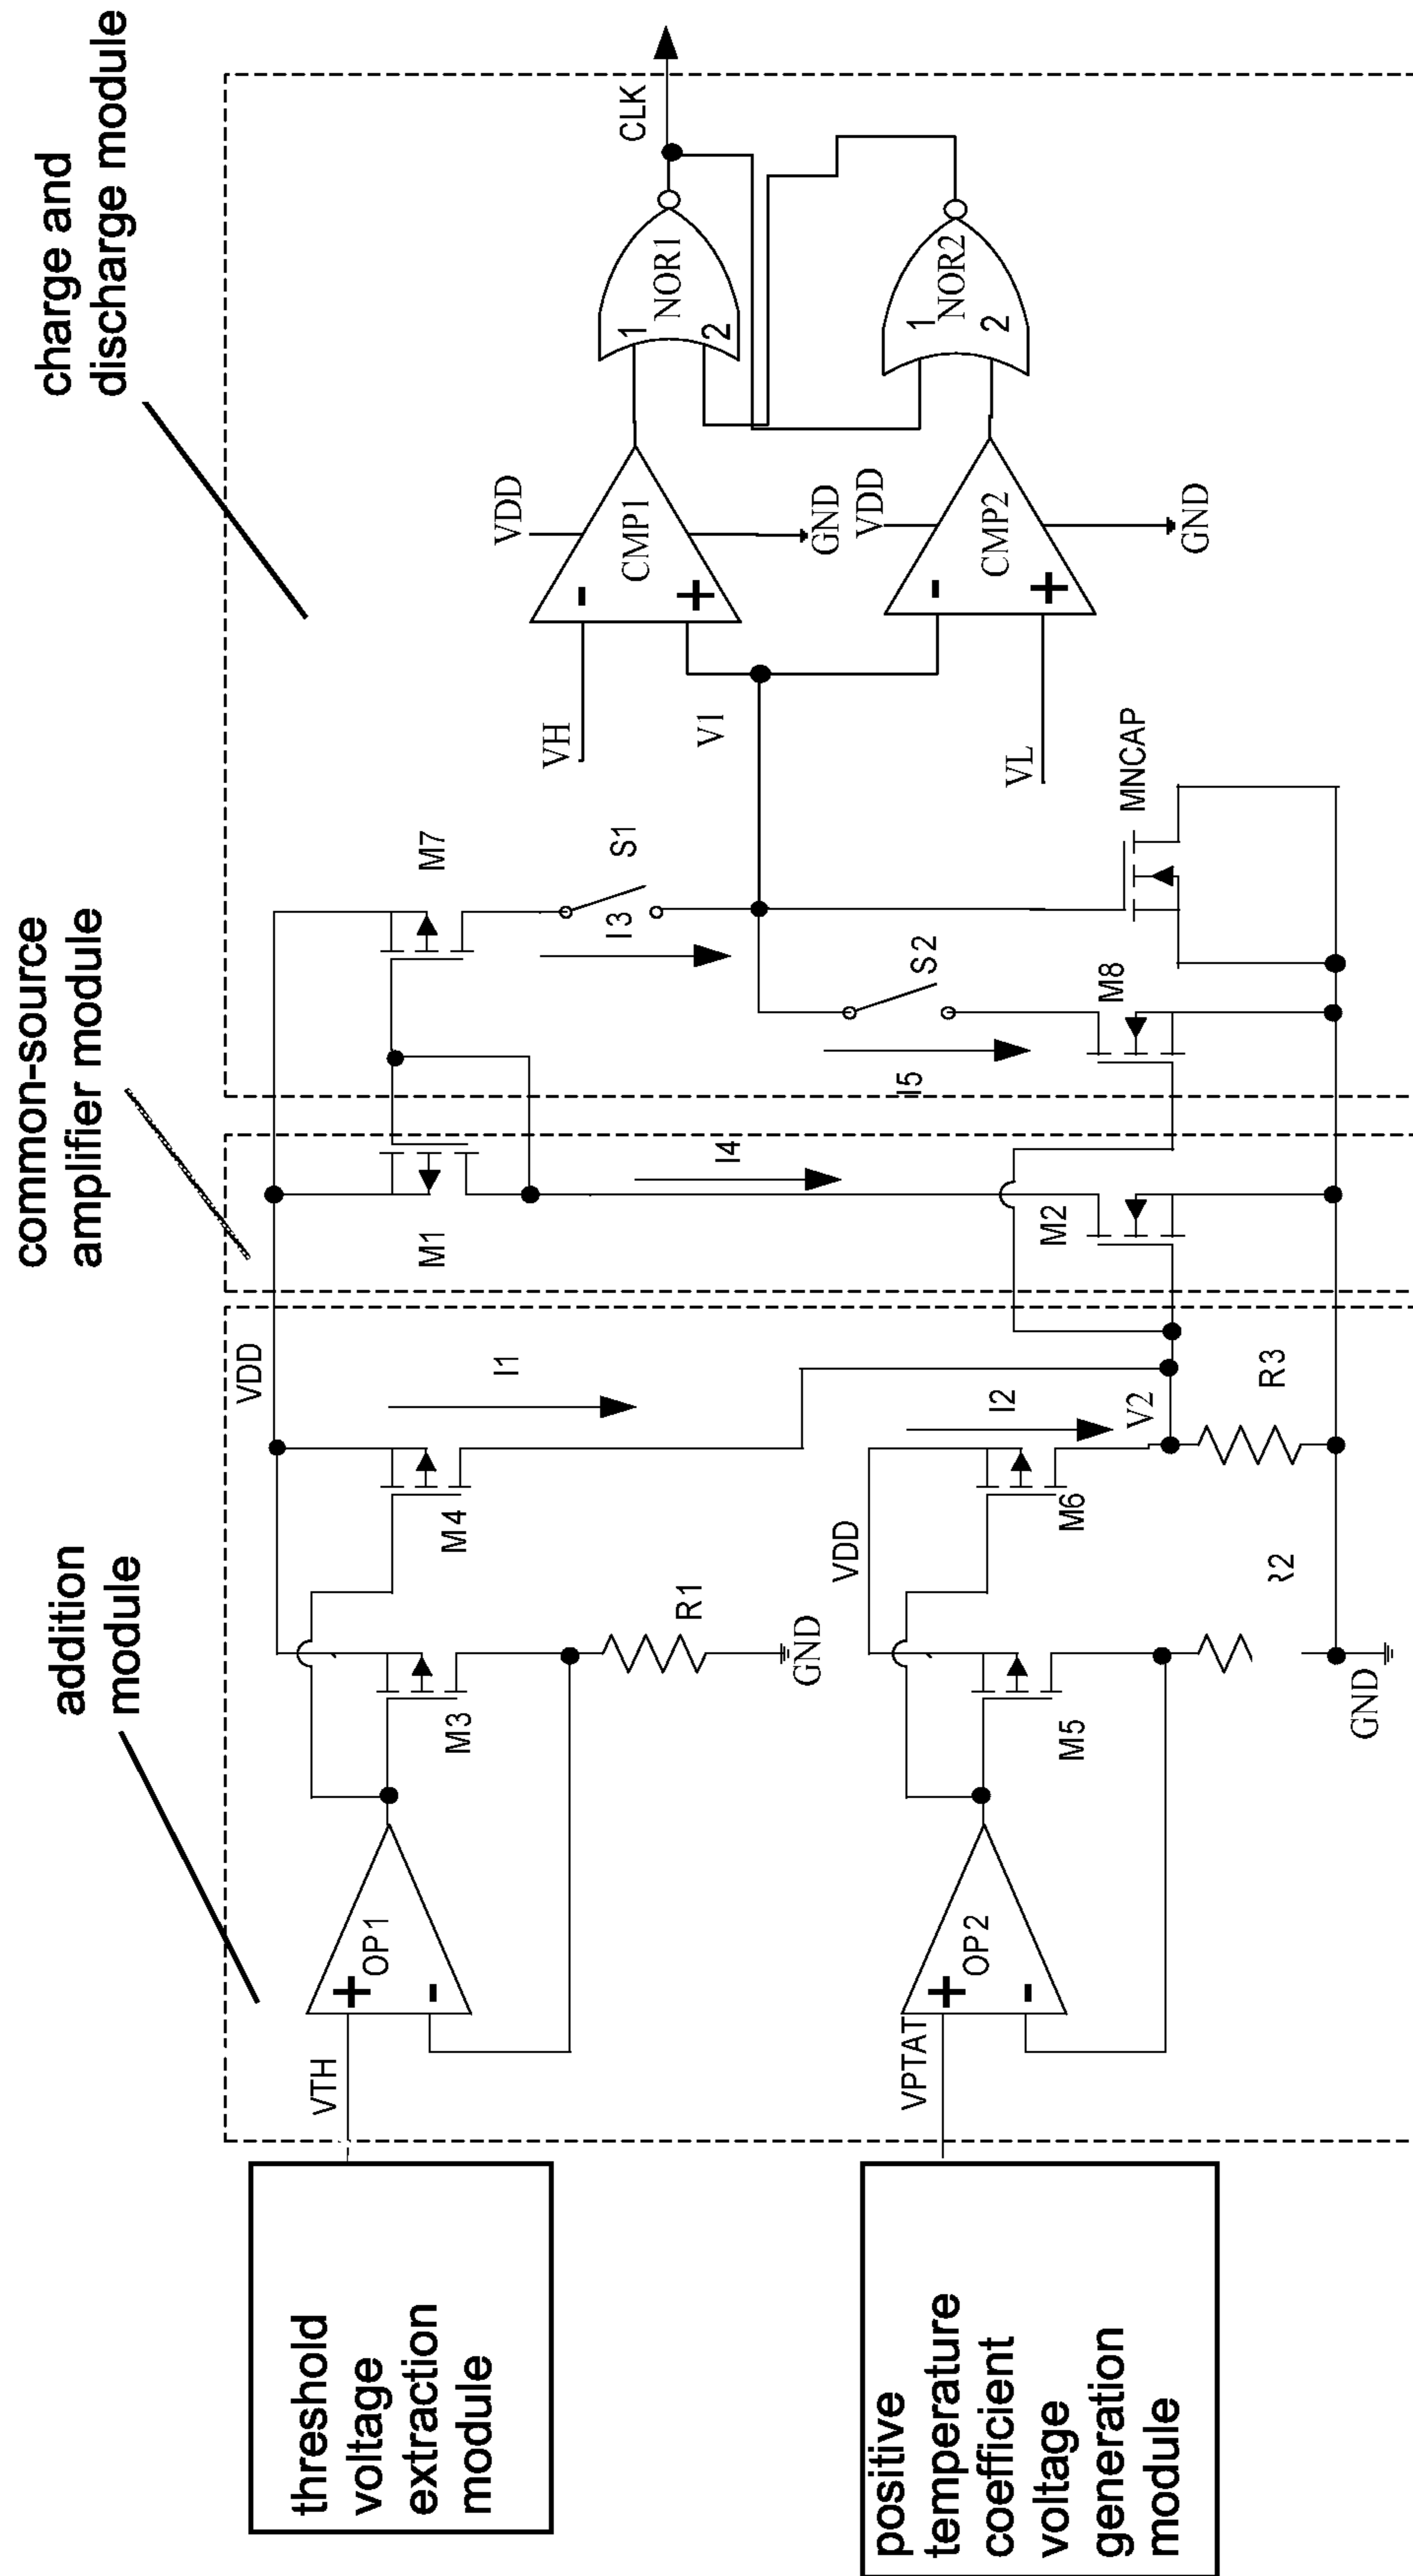 charge and
discharge module
common-source
amplifier module
addition
module
threshold
voltage
extraction
module
positive
temperature
coefficient
voltage
generation
module
VTH
VPTAT
+
-
OP1
+
-
OP2
M3
M4
R1
GND
VDD
I1
M5
M6
VDD
I2
V2
R2
R3
GND
M1
I4
M2
M7
S1
I3
S2
I5
M8
MNCAP
V1
VH
VL
-
+
CMP1
VDD
GND
-
+
CMP2
VDD
GND
1
2
NOR1
1
2
NOR2
CLK